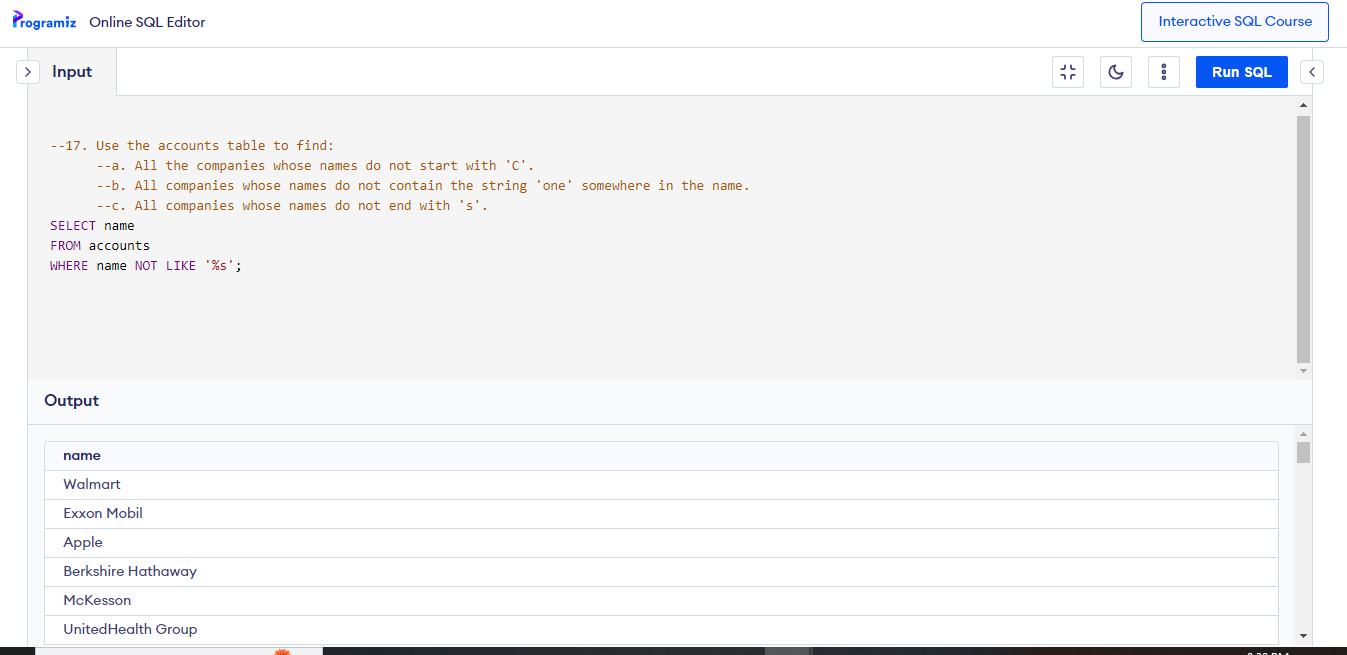 Programiz Online SQL Editor
Interactive SQL Course
Input
Run SQL
--17. Use the accounts table to find:
--a. All the companies whose names do not start with 'C'.
--b. All companies whose names do not contain the string 'one' somewhere in the name.
--c. All companies whose names do not end with 's'.
SELECT name
FROM accounts
WHERE name NOT LIKE '%s';
Output
name
Walmart
Exxon Mobil
Apple
Berkshire Hathaway
McKesson
UnitedHealth Group